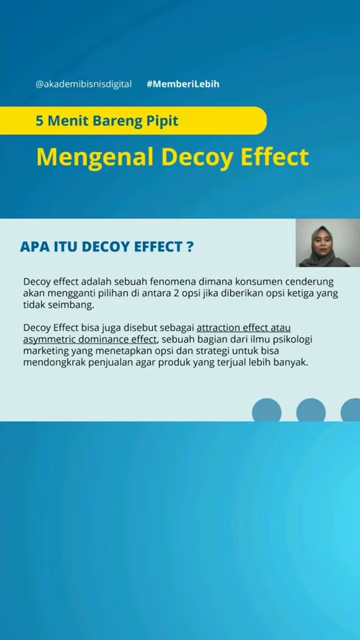 @akademibisnisdigital #MemberiLebih
5 Menit Bareng Pipit
Mengenal Decoy Effect
APA ITU DECOY EFFECT ?
Decoy effect adalah sebuah fenomena dimana konsumen cenderung
akan mengganti pilihan di antara 2 opsi jika diberikan opsi ketiga yang
tidak seimbang.
Decoy Effect bisa juga disebut sebagai attraction effect atau
asymmetric dominance effect, sebuah bagian dari ilmu psikologi
marketing yang menetapkan opsi dan strategi untuk bisa
mendongkrak penjualan agar produk yang terjual lebih banyak.